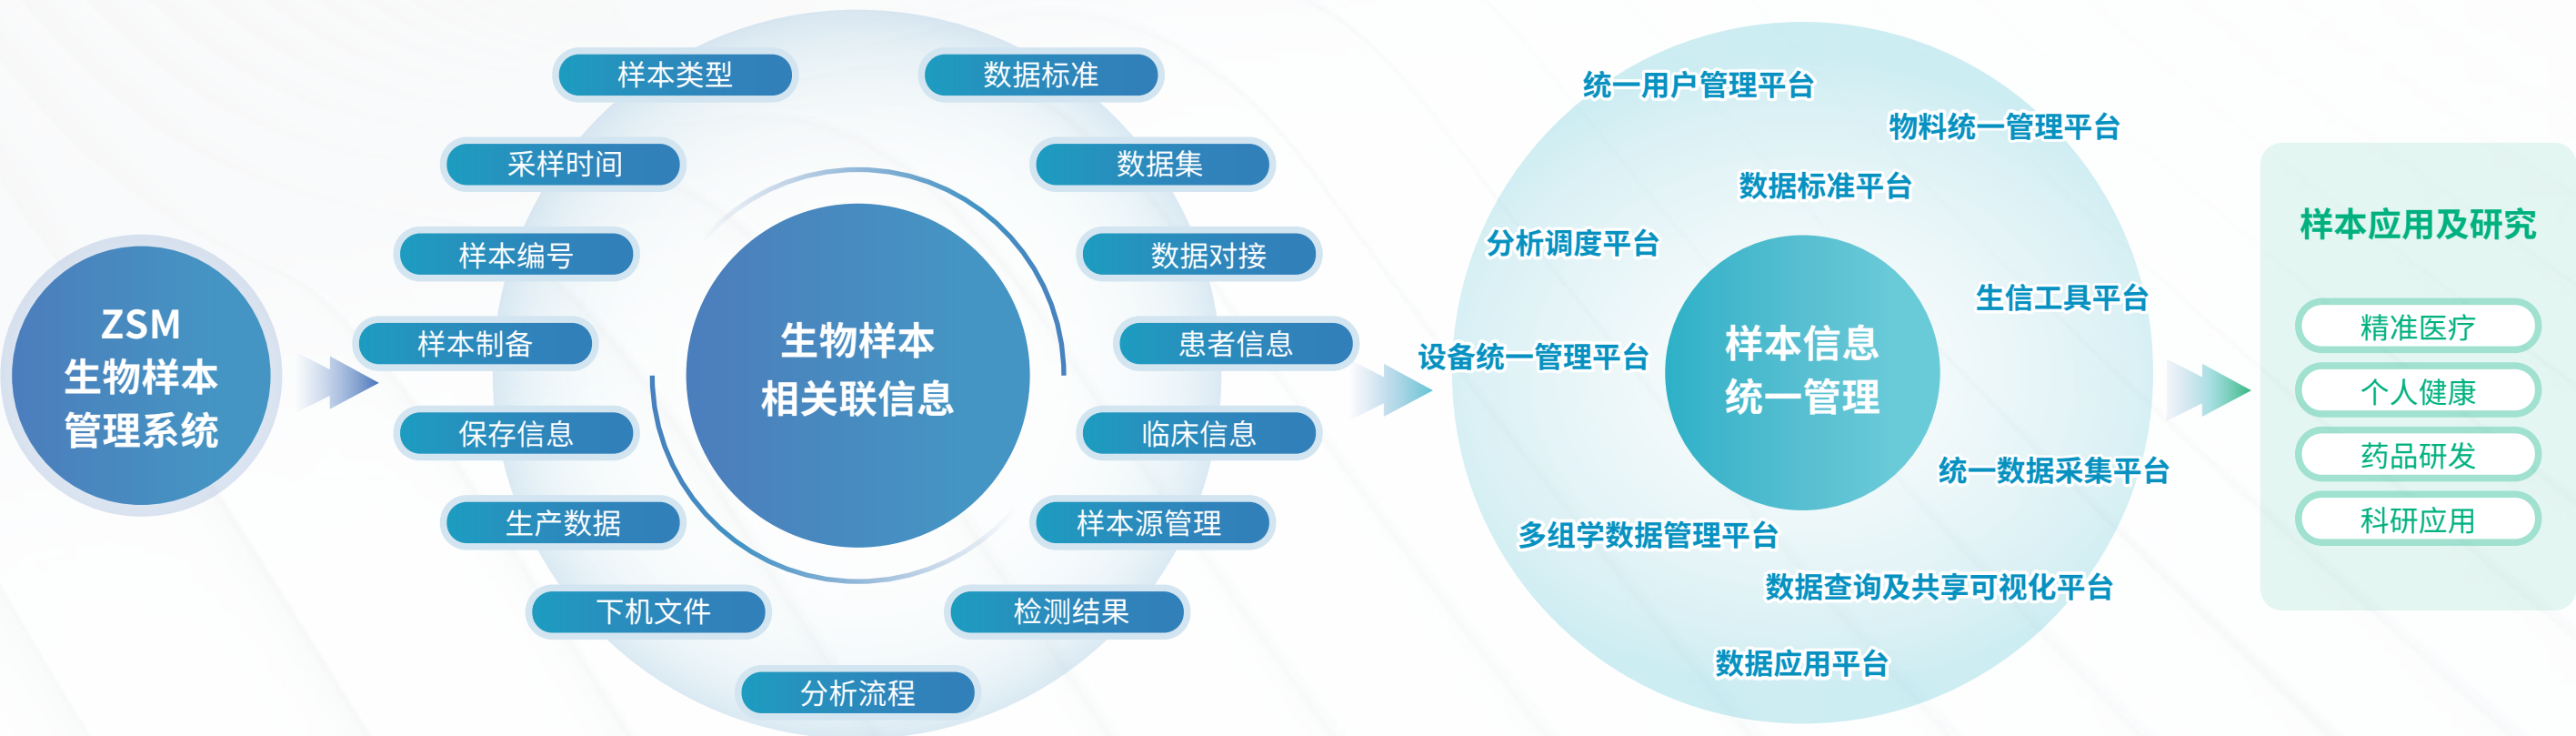 ZSM
生物样本
管理系统
样本类型
采样时间
样本编号
样本制备
保存信息
生产数据
下机文件
分析流程
数据标准
数据集
数据对接
患者信息
临床信息
样本源管理
检测结果
生物样本
相关联信息
统一用户管理平台
物料统一管理平台
数据标准平台
分析调度平台
生信工具平台
设备统一管理平台
样本信息
统一管理
统一数据采集平台
多组学数据管理平台
数据查询及共享可视化平台
数据应用平台
样本应用及研究
精准医疗
个人健康
药品研发
科研应用